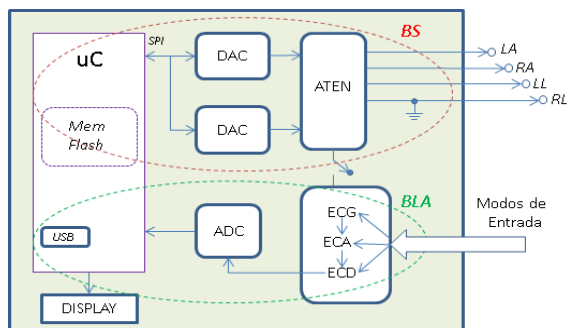 uC
SPI
DAC
DAC
ATEN
BS
LA
RA
LL
RL
Mem
Flash
USB
ADC
ECG
ECA
ECD
BLA
Modos de
Entrada
DISPLAY